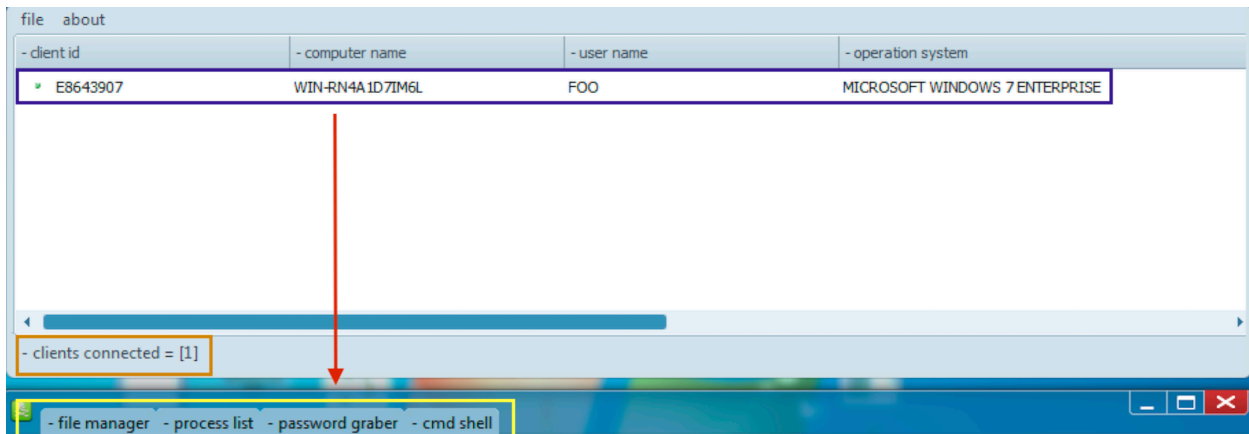 file about
- client id - computer name - user name - operation system
E8643907 WIN-RN4A1D7IM6L FOO MICROSOFT WINDOWS 7 ENTERPRISE
- clients connected = [1]
- file manager - process list - password graber - cmd shell